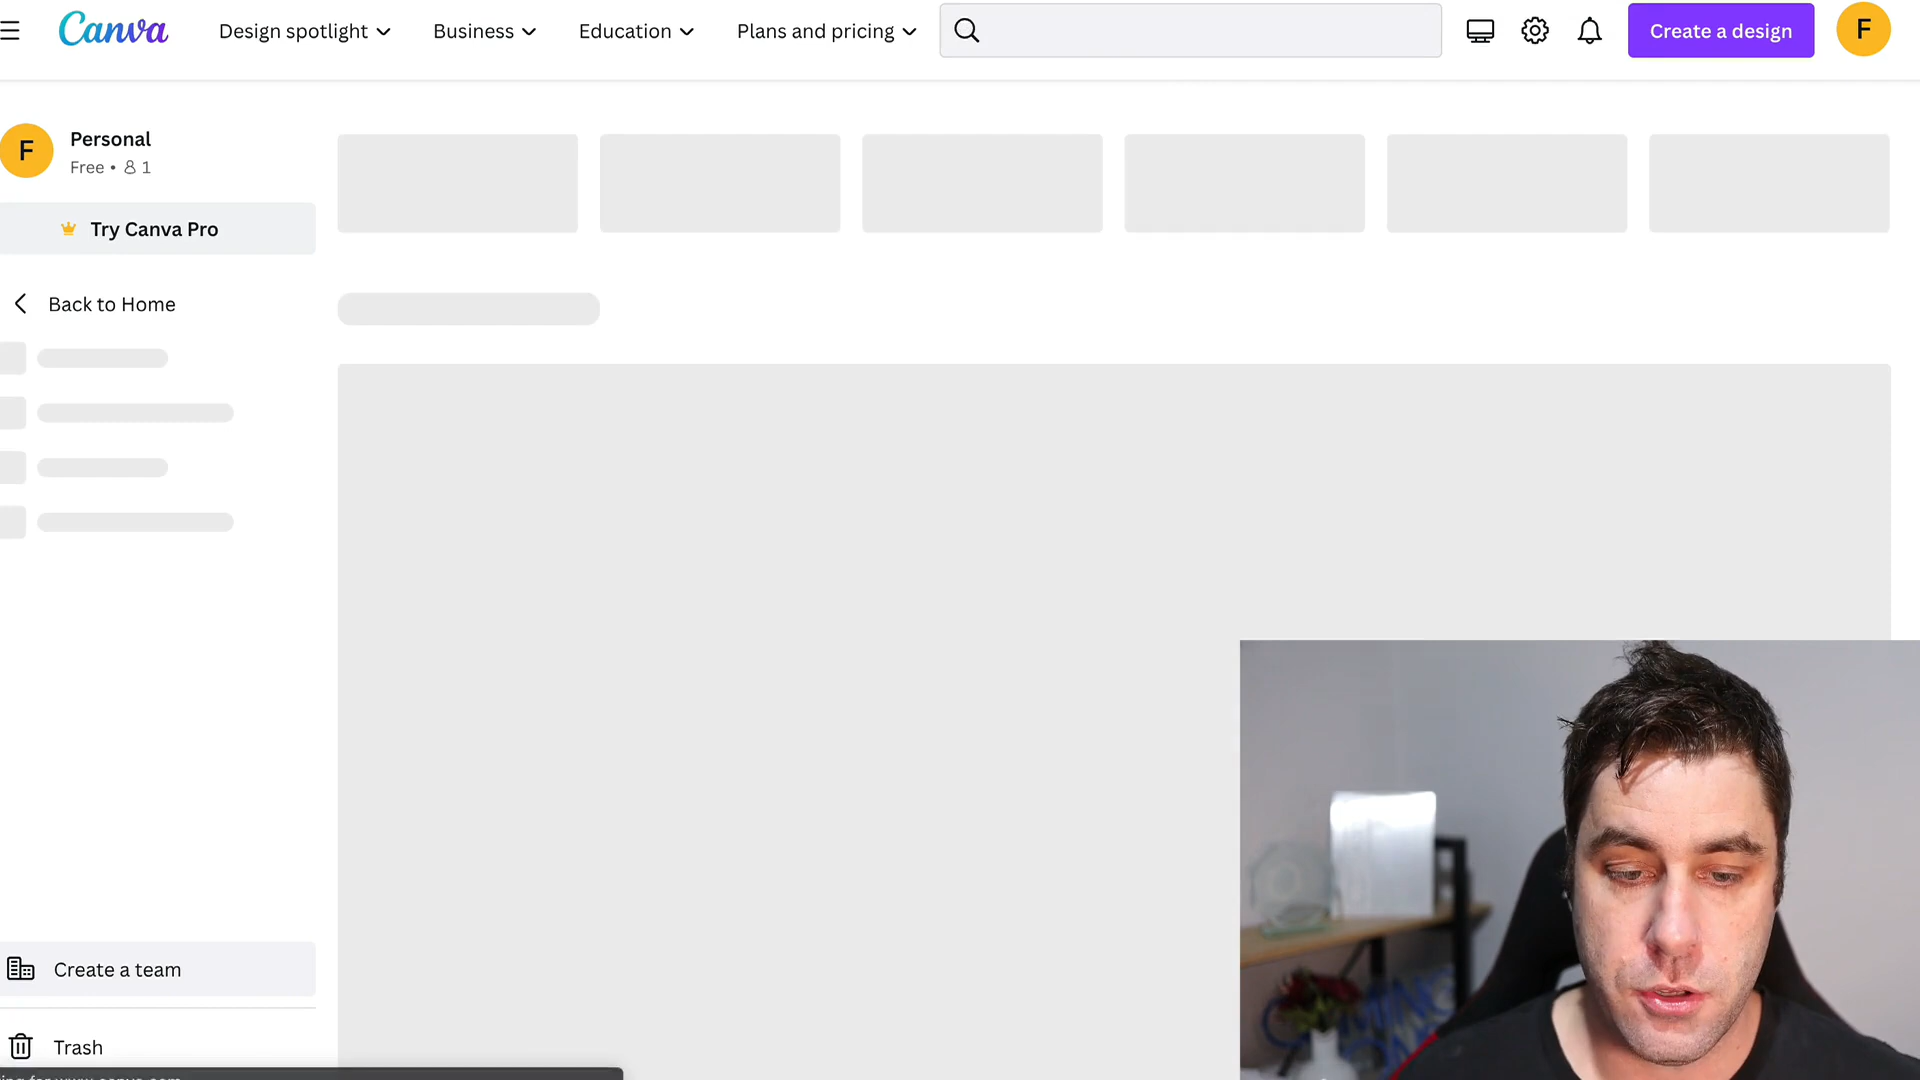 Canva
Design spotlight
Business
Education
Plans and pricing
Create a design
F
F
Personal
Free • 1
Try Canva Pro
Back to Home
Create a team
Trash